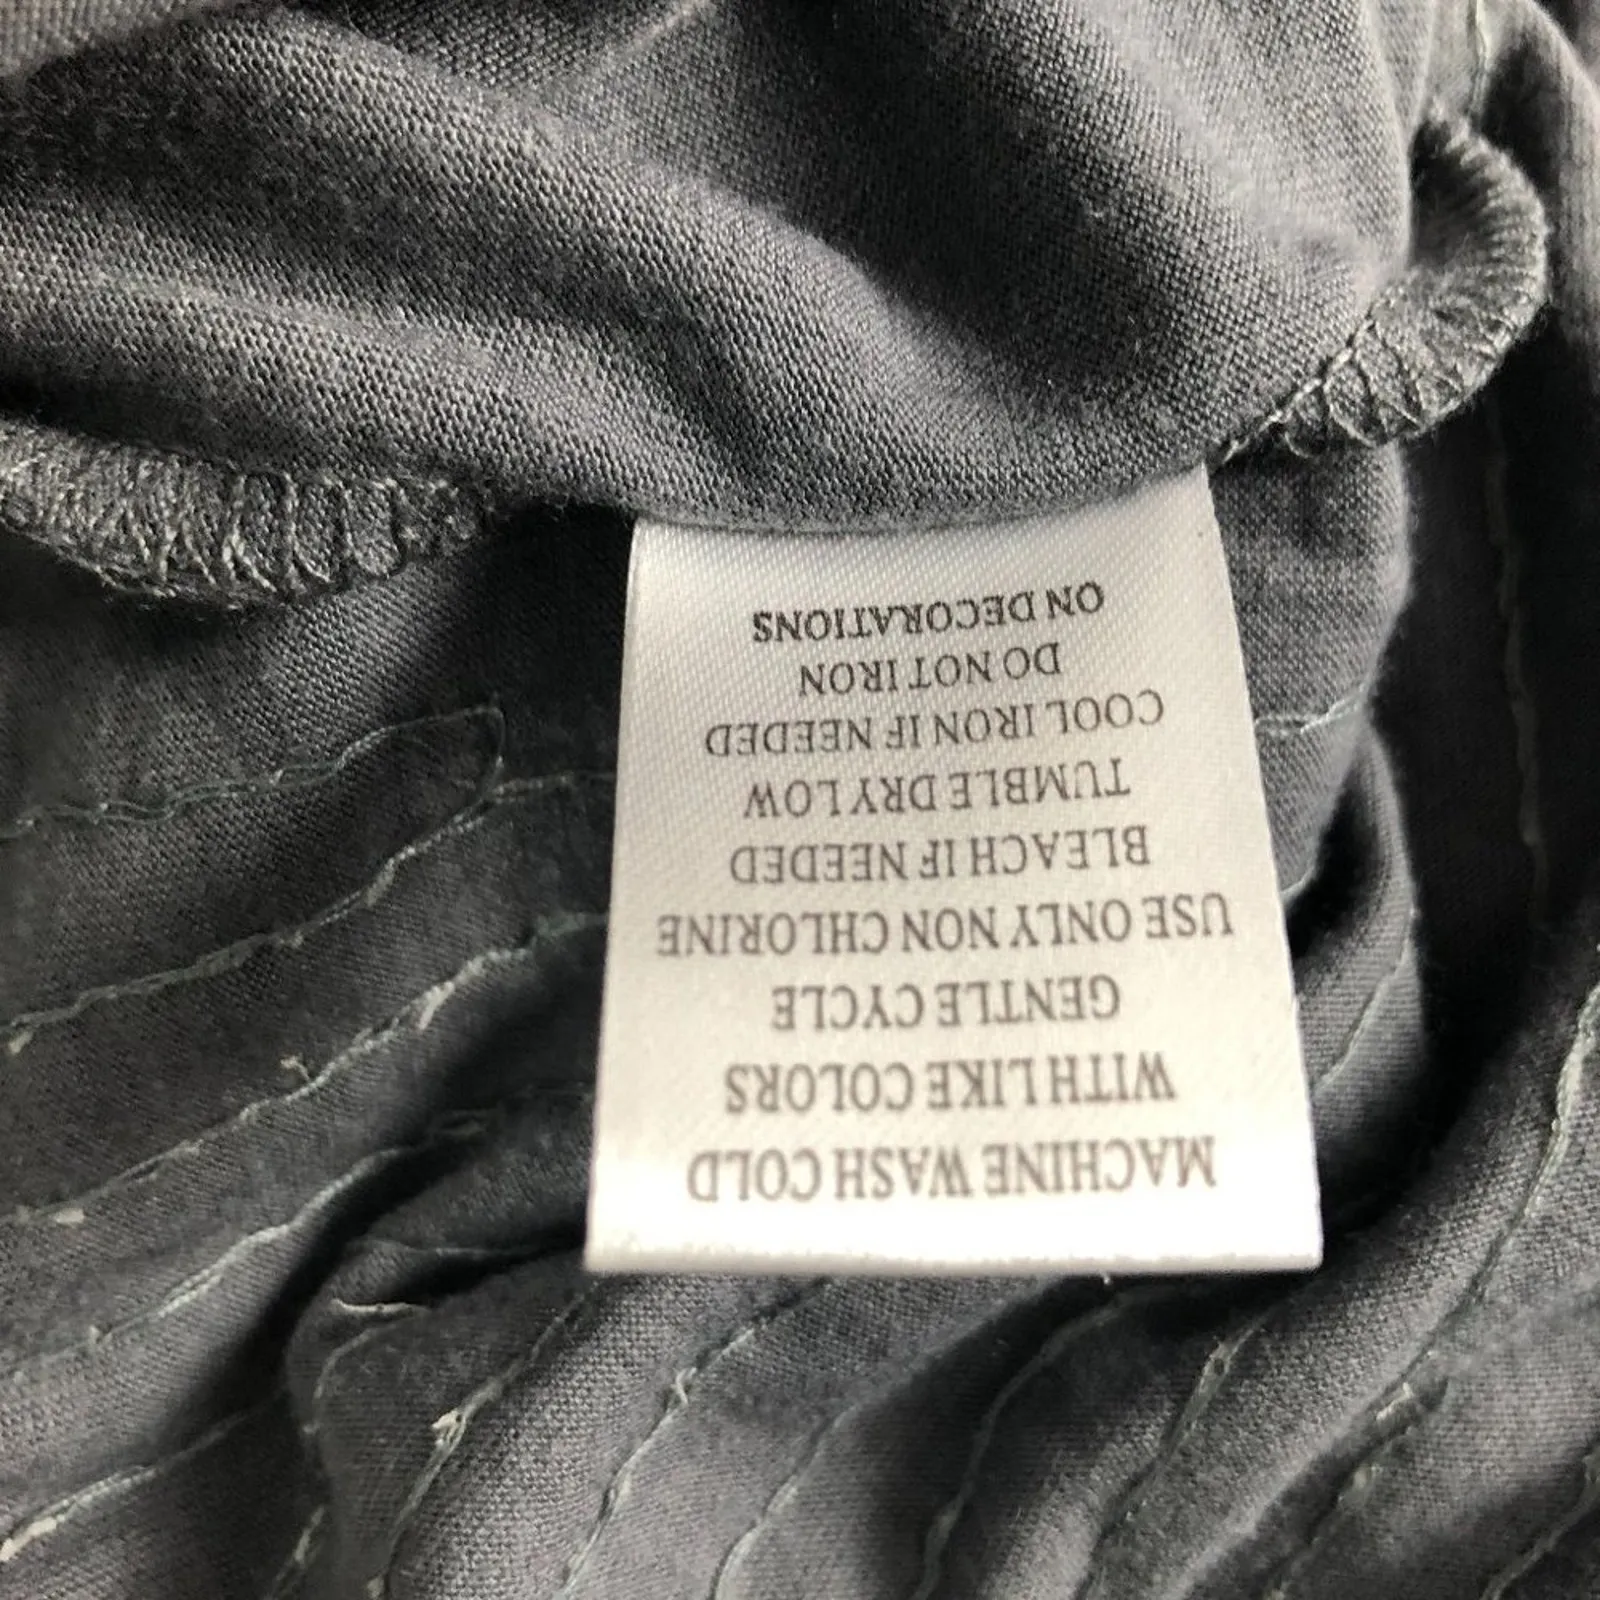 MACHINE WASH COLD
WITH LIKE COLORS
GENTLE CYCLE
USE ONLY NON CHLORINE
BLEACH IF NEEDED
TUMBLE DRY LOW
COOL IRON IF NEEDED
DO NOT IRON
ON DECORATIONS